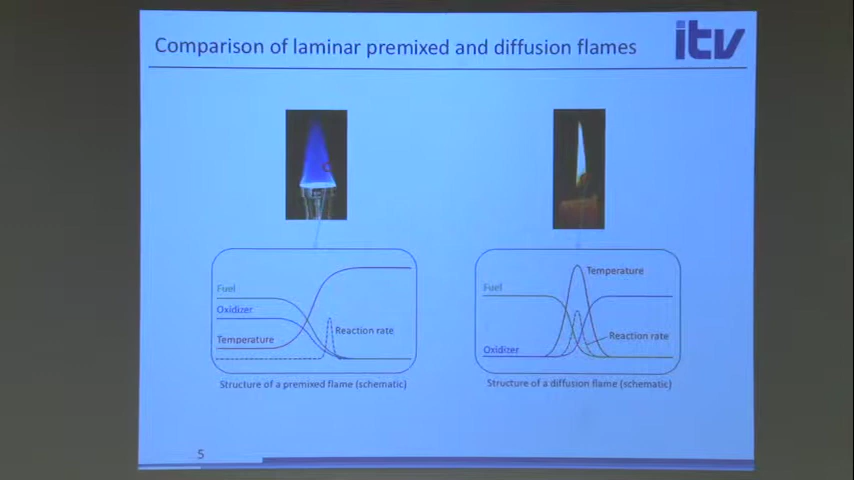 Comparison of laminar premixed and diffusion flames
itv
Fuel
Oxidizer
Temperature
Reaction rate
Structure of a premixed flame (schematic)
Temperature
Fuel
Reaction rate
Oxidizer
Structure of a diffusion flame (schematic)
5